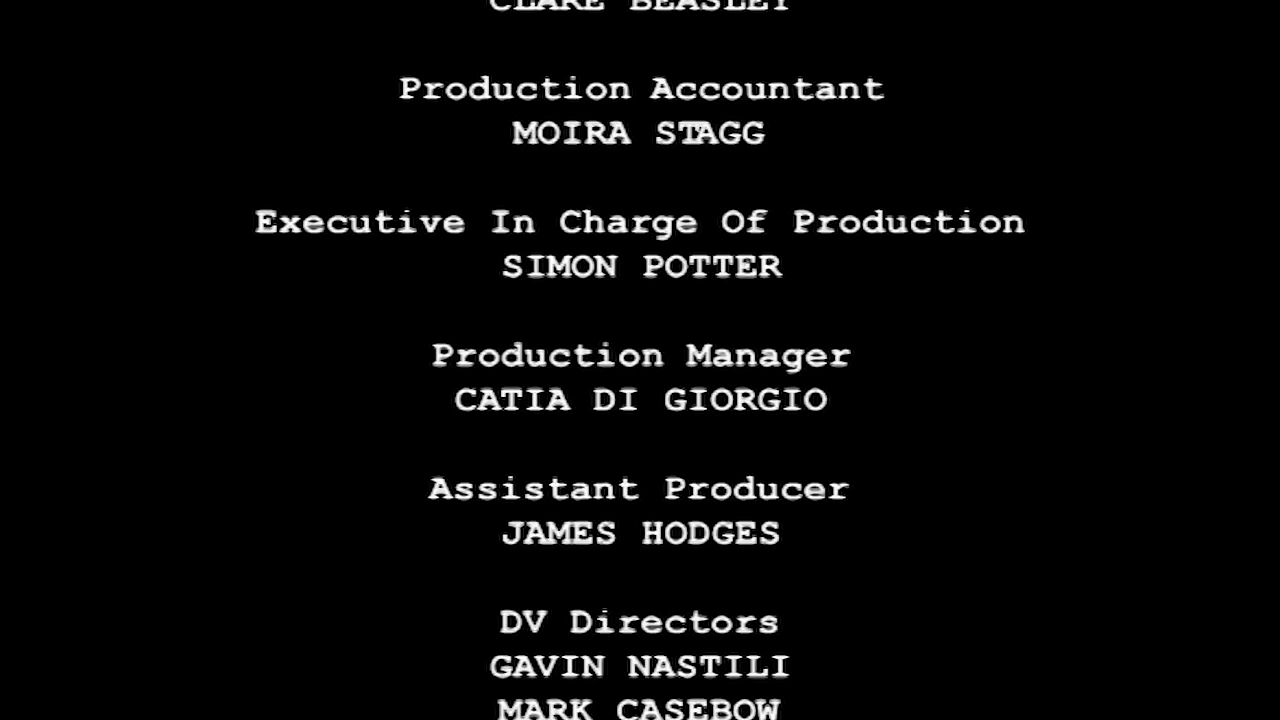 CLARE BEASLEY
Production Accountant
MOIRA STAGG
Executive In Charge Of Production
SIMON POTTER
Production Manager
CATIA DI GIORGIO
Assistant Producer
JAMES HODGES
DV Directors
GAVIN NASTILI
MARK CASEBOW